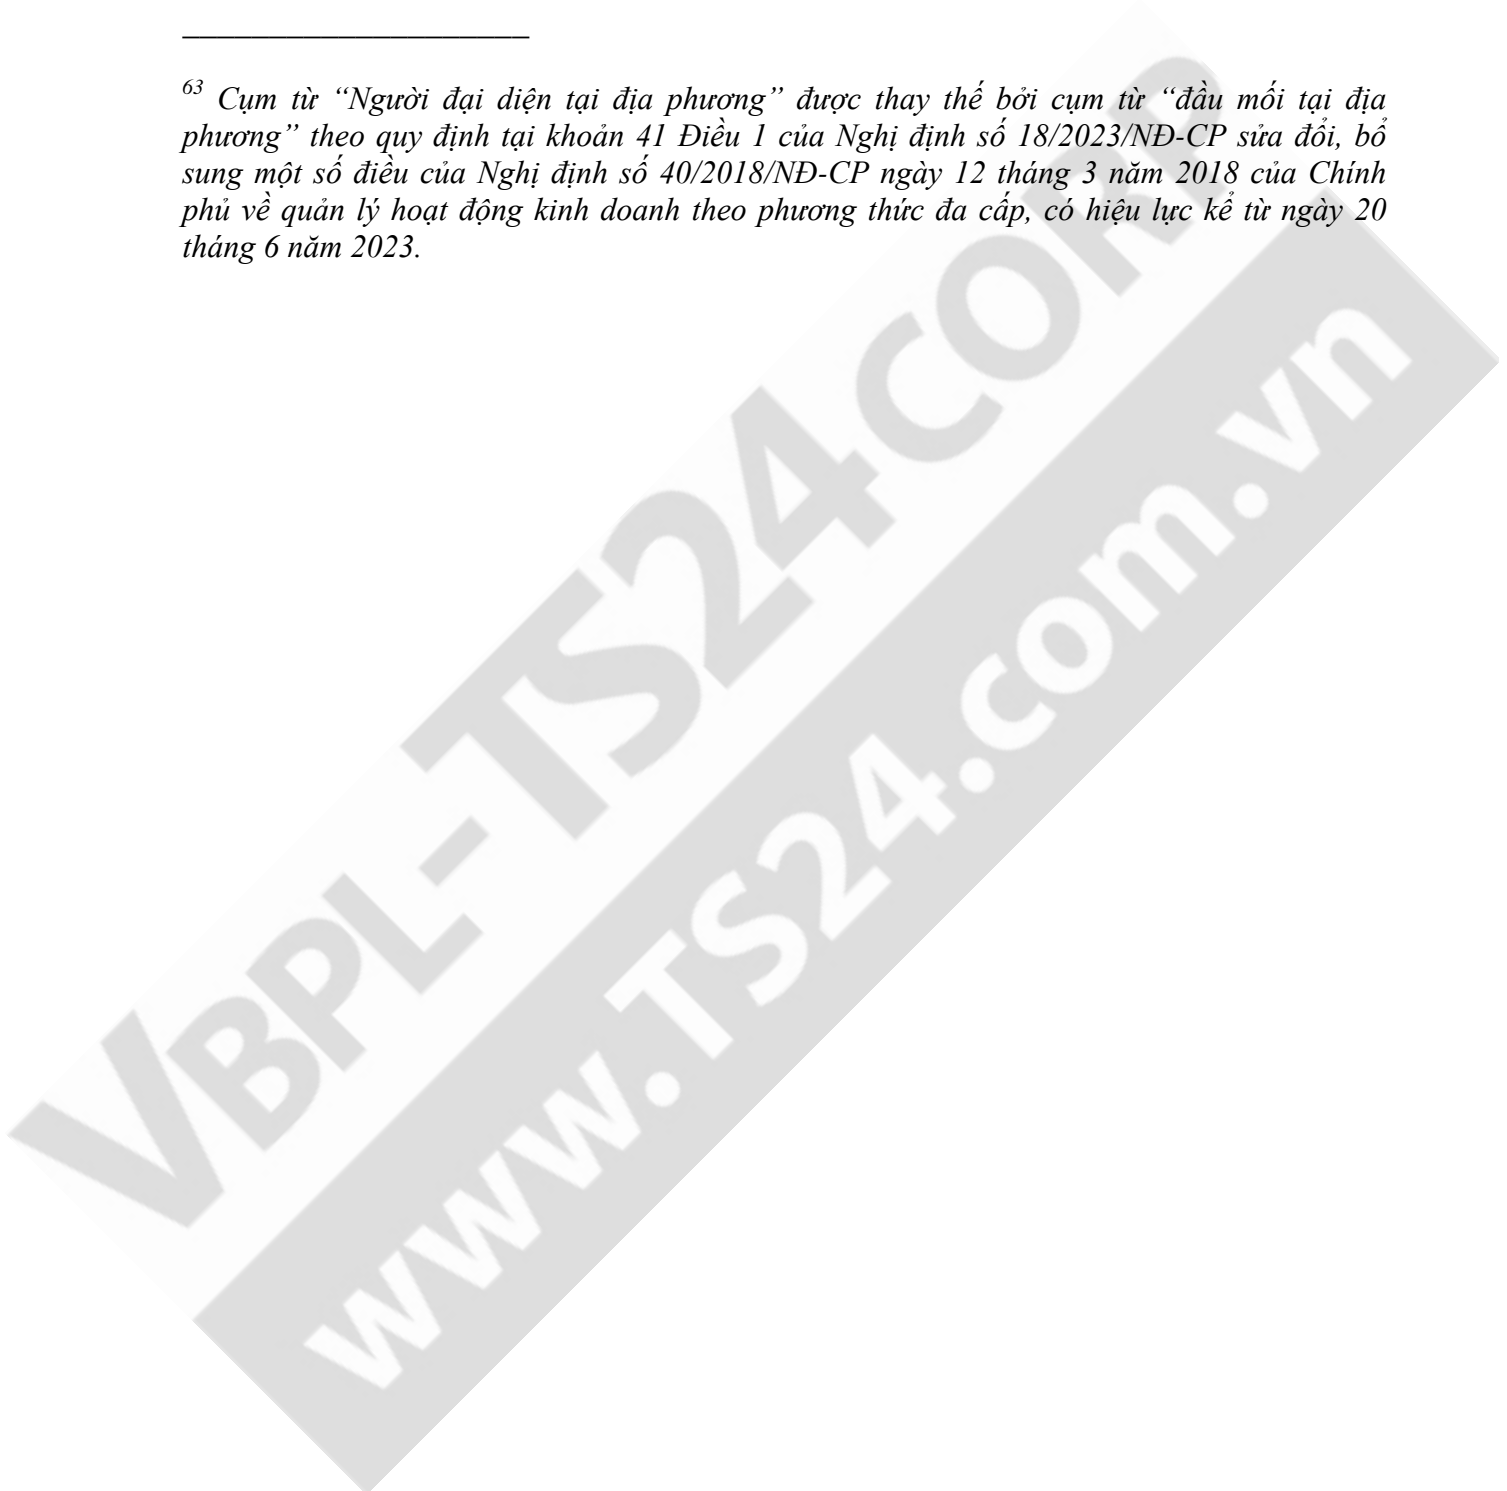 ____________________
63 Cụm từ “Người đại diện tại địa phương” được thay thế bởi cụm từ “đầu mối tại địa
phương” theo quy định tại khoản 41 Điều 1 của Nghị định số 18/2023/NĐ-CP sửa đổi, bổ
sung một số điều của Nghị định số 40/2018/NĐ-CP ngày 12 tháng 3 năm 2018 của Chính
phủ về quản lý hoạt động kinh doanh theo phương thức đa cấp, có hiệu lực kể từ ngày 20
tháng 6 năm 2023.
VBPL-TS24CORP
www.TS24.com.vn